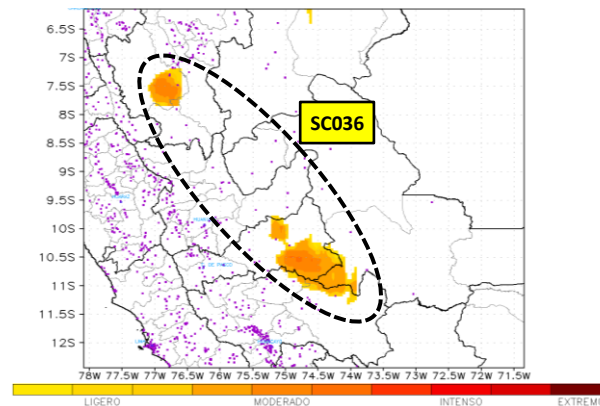 6.5S
7S
7.5S
8S
SC036
8.5S
9S
9.5S
10S
10.5S
11S
11.5S
12S
78W 77.5W 77W 76.5W 76W 75.5W 75W 74.5W 74W 73.5W 73W 72.5W 72W 71.5W
LIGERO MODERADO INTENSO EXTREMO